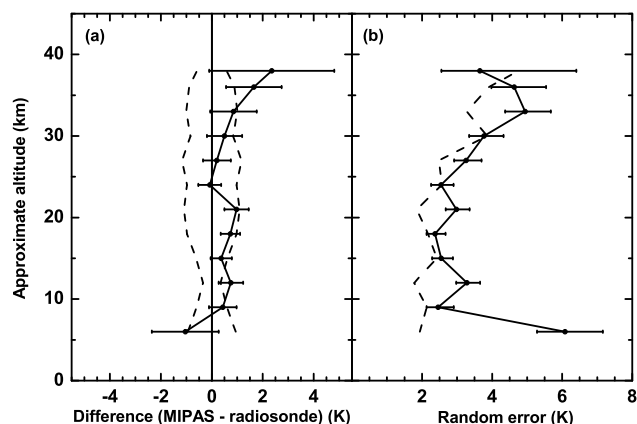 (a)
(b)
40
30
20
10
0
Approximate altitude (km)
-4 -2 0 2 4
2 4 6 8
Difference (MIPAS - radiosonde) (K)
Random error (K)